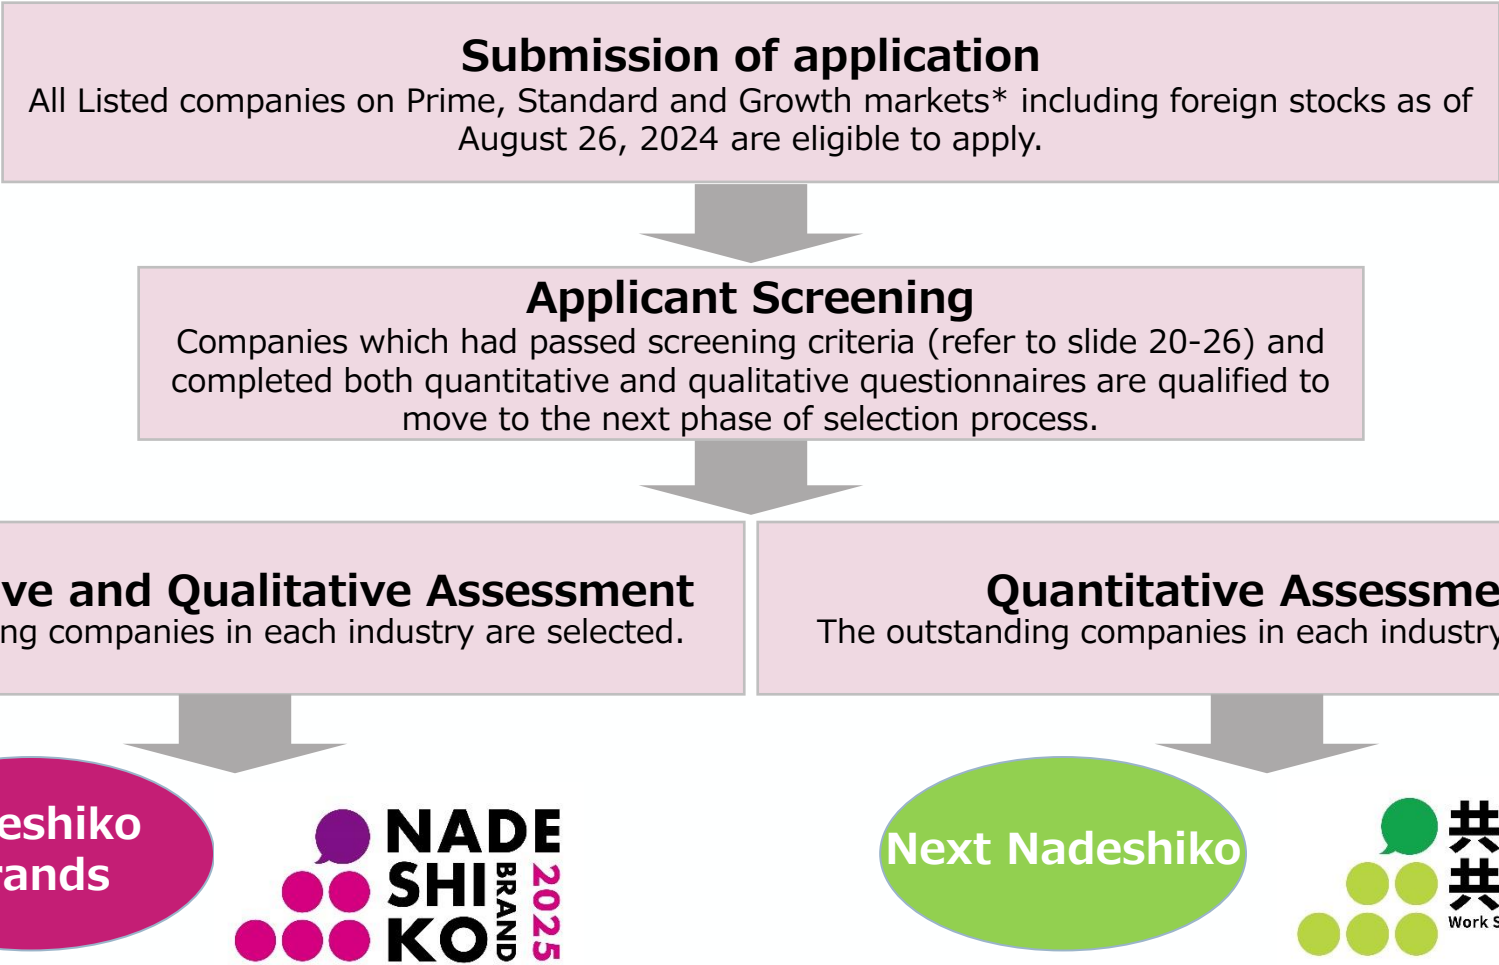 Submission of application
All Listed companies on Prime, Standard and Growth markets* including foreign stocks as of
August 26, 2024 are eligible to apply.
Applicant Screening
Companies which had passed screening criteria (refer to slide 20-26) and
completed both quantitative and qualitative questionnaires are qualified to
move to the next phase of selection process.
ve and Qualitative Assessment
ng companies in each industry are selected.
Quantitative Assessme
The outstanding companies in each industry
eshiko
ands
NADE
SHI
KO
BRAND
2025
Next Nadeshiko
共
共
Work S